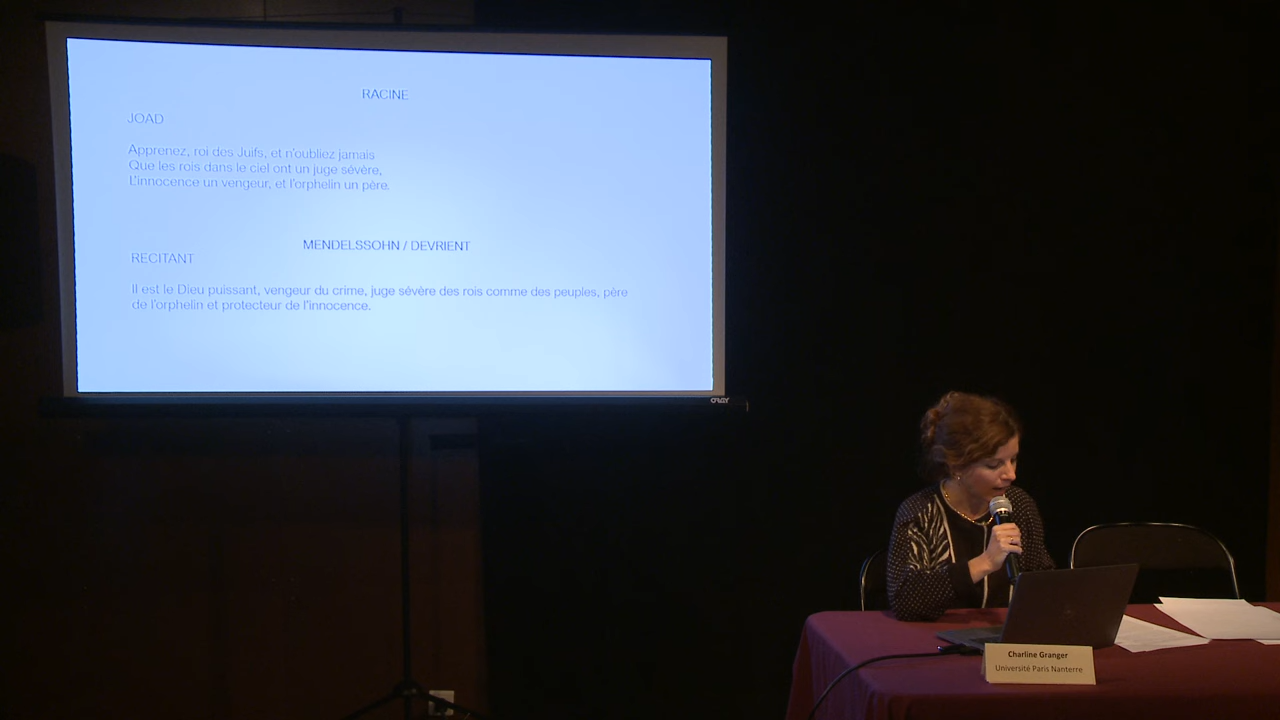 RACINE
JOAD
Apprenez, roi des Juifs, et n'oubliez jamais
Que les rois dans le ciel ont un juge sévère,
L'innocence un vengeur, et l'orphelin un père.
MENDELSSOHN / DEVRIENT
RECITANT
Il est le Dieu puissant, vengeur du crime, juge sévère des rois comme des peuples, père
de l'orphelin et protecteur de l'innocence.
ORAY
Charline Granger
Université Paris Nanterre